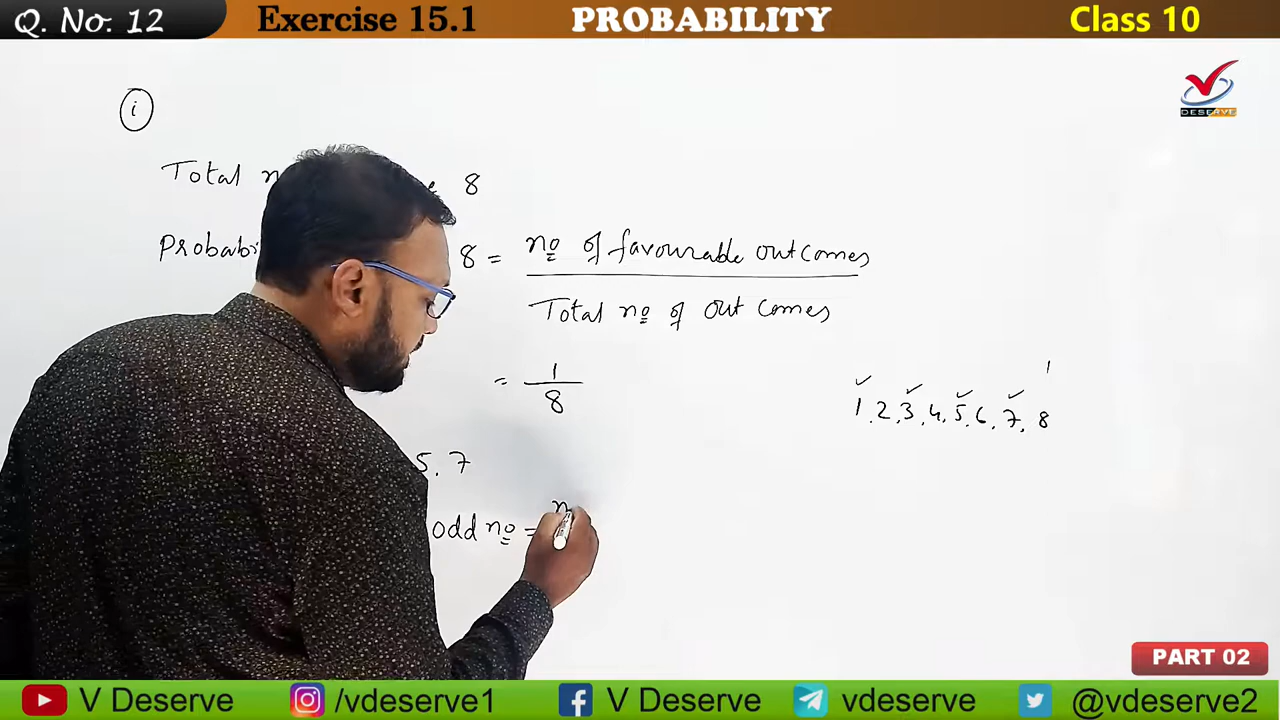 Q. No. 12 Exercise 15.1 PROBABILITY Class 10
DESERVE
i
Total 8
8 = nº of favourable outcomes
Total nº of out comes
= 1
8
1
1, 2, 3, 4, 5, 6, 7, 8
5, 7
odd nº =
PART 02
V Deserve /vdeserve1 V Deserve vdeserve @vdeserve2